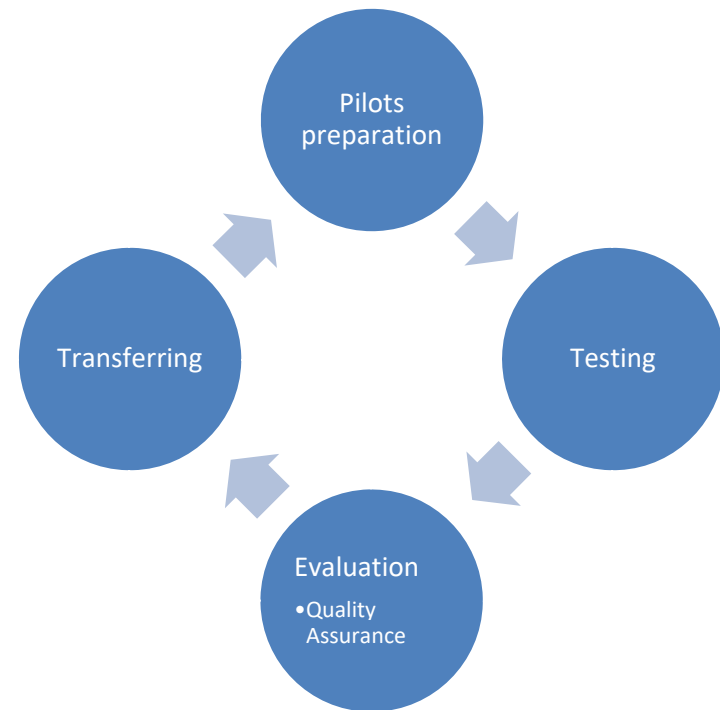 Pilots
preparation
Transferring
Testing
Evaluation
•Quality
Assurance